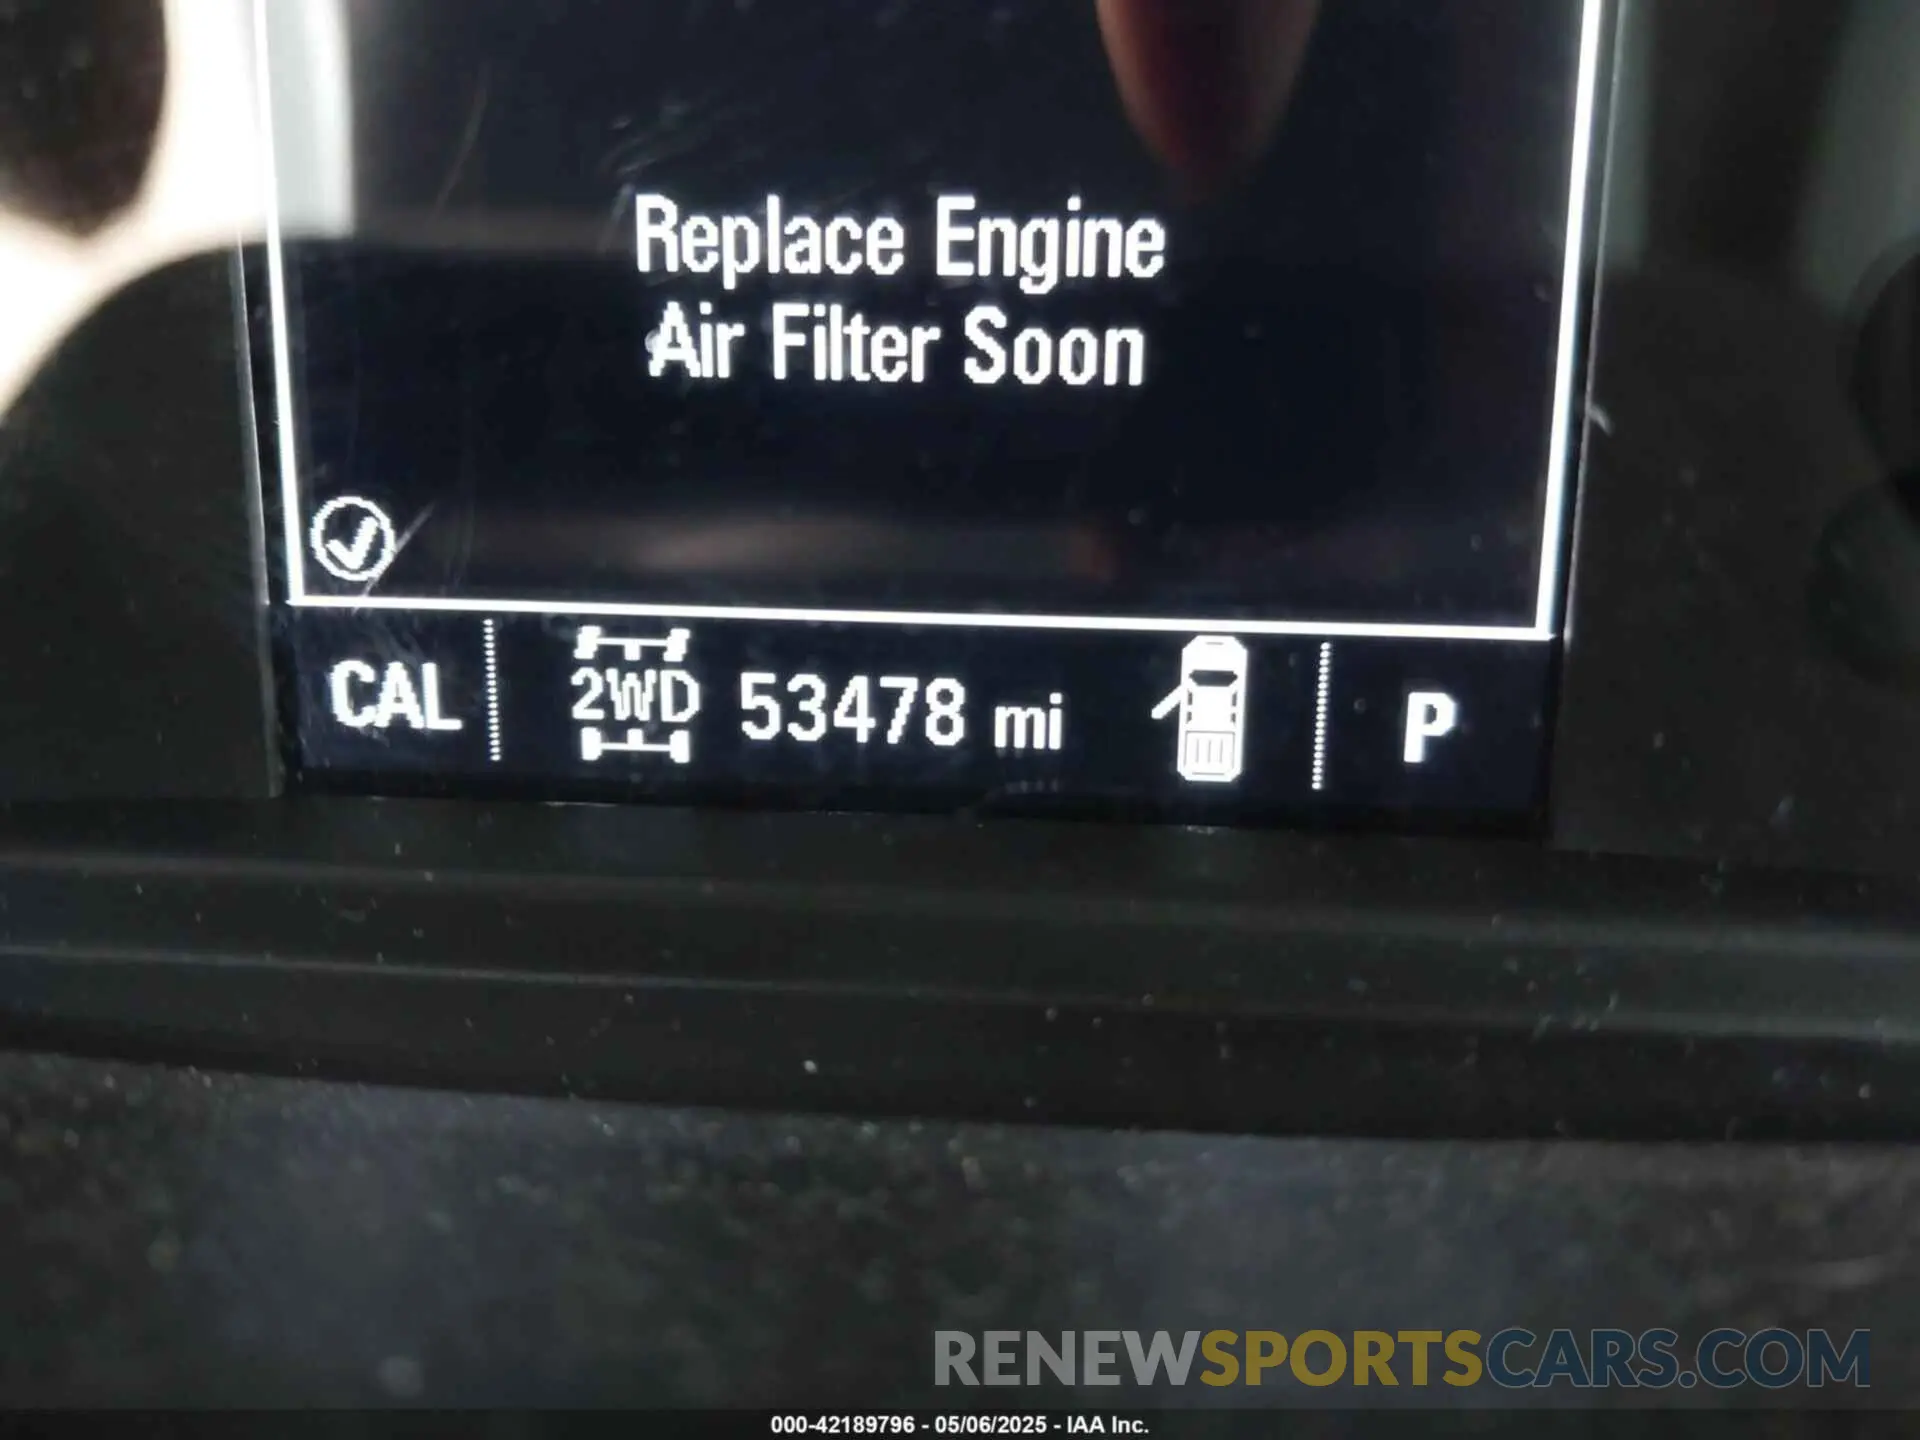 Replace Engine
Air Filter Soon
CAL 2WD 53478 mi P
RENEWSPORTSCARS.COM
000-42189796 - 05/06/2025 - IAA Inc.